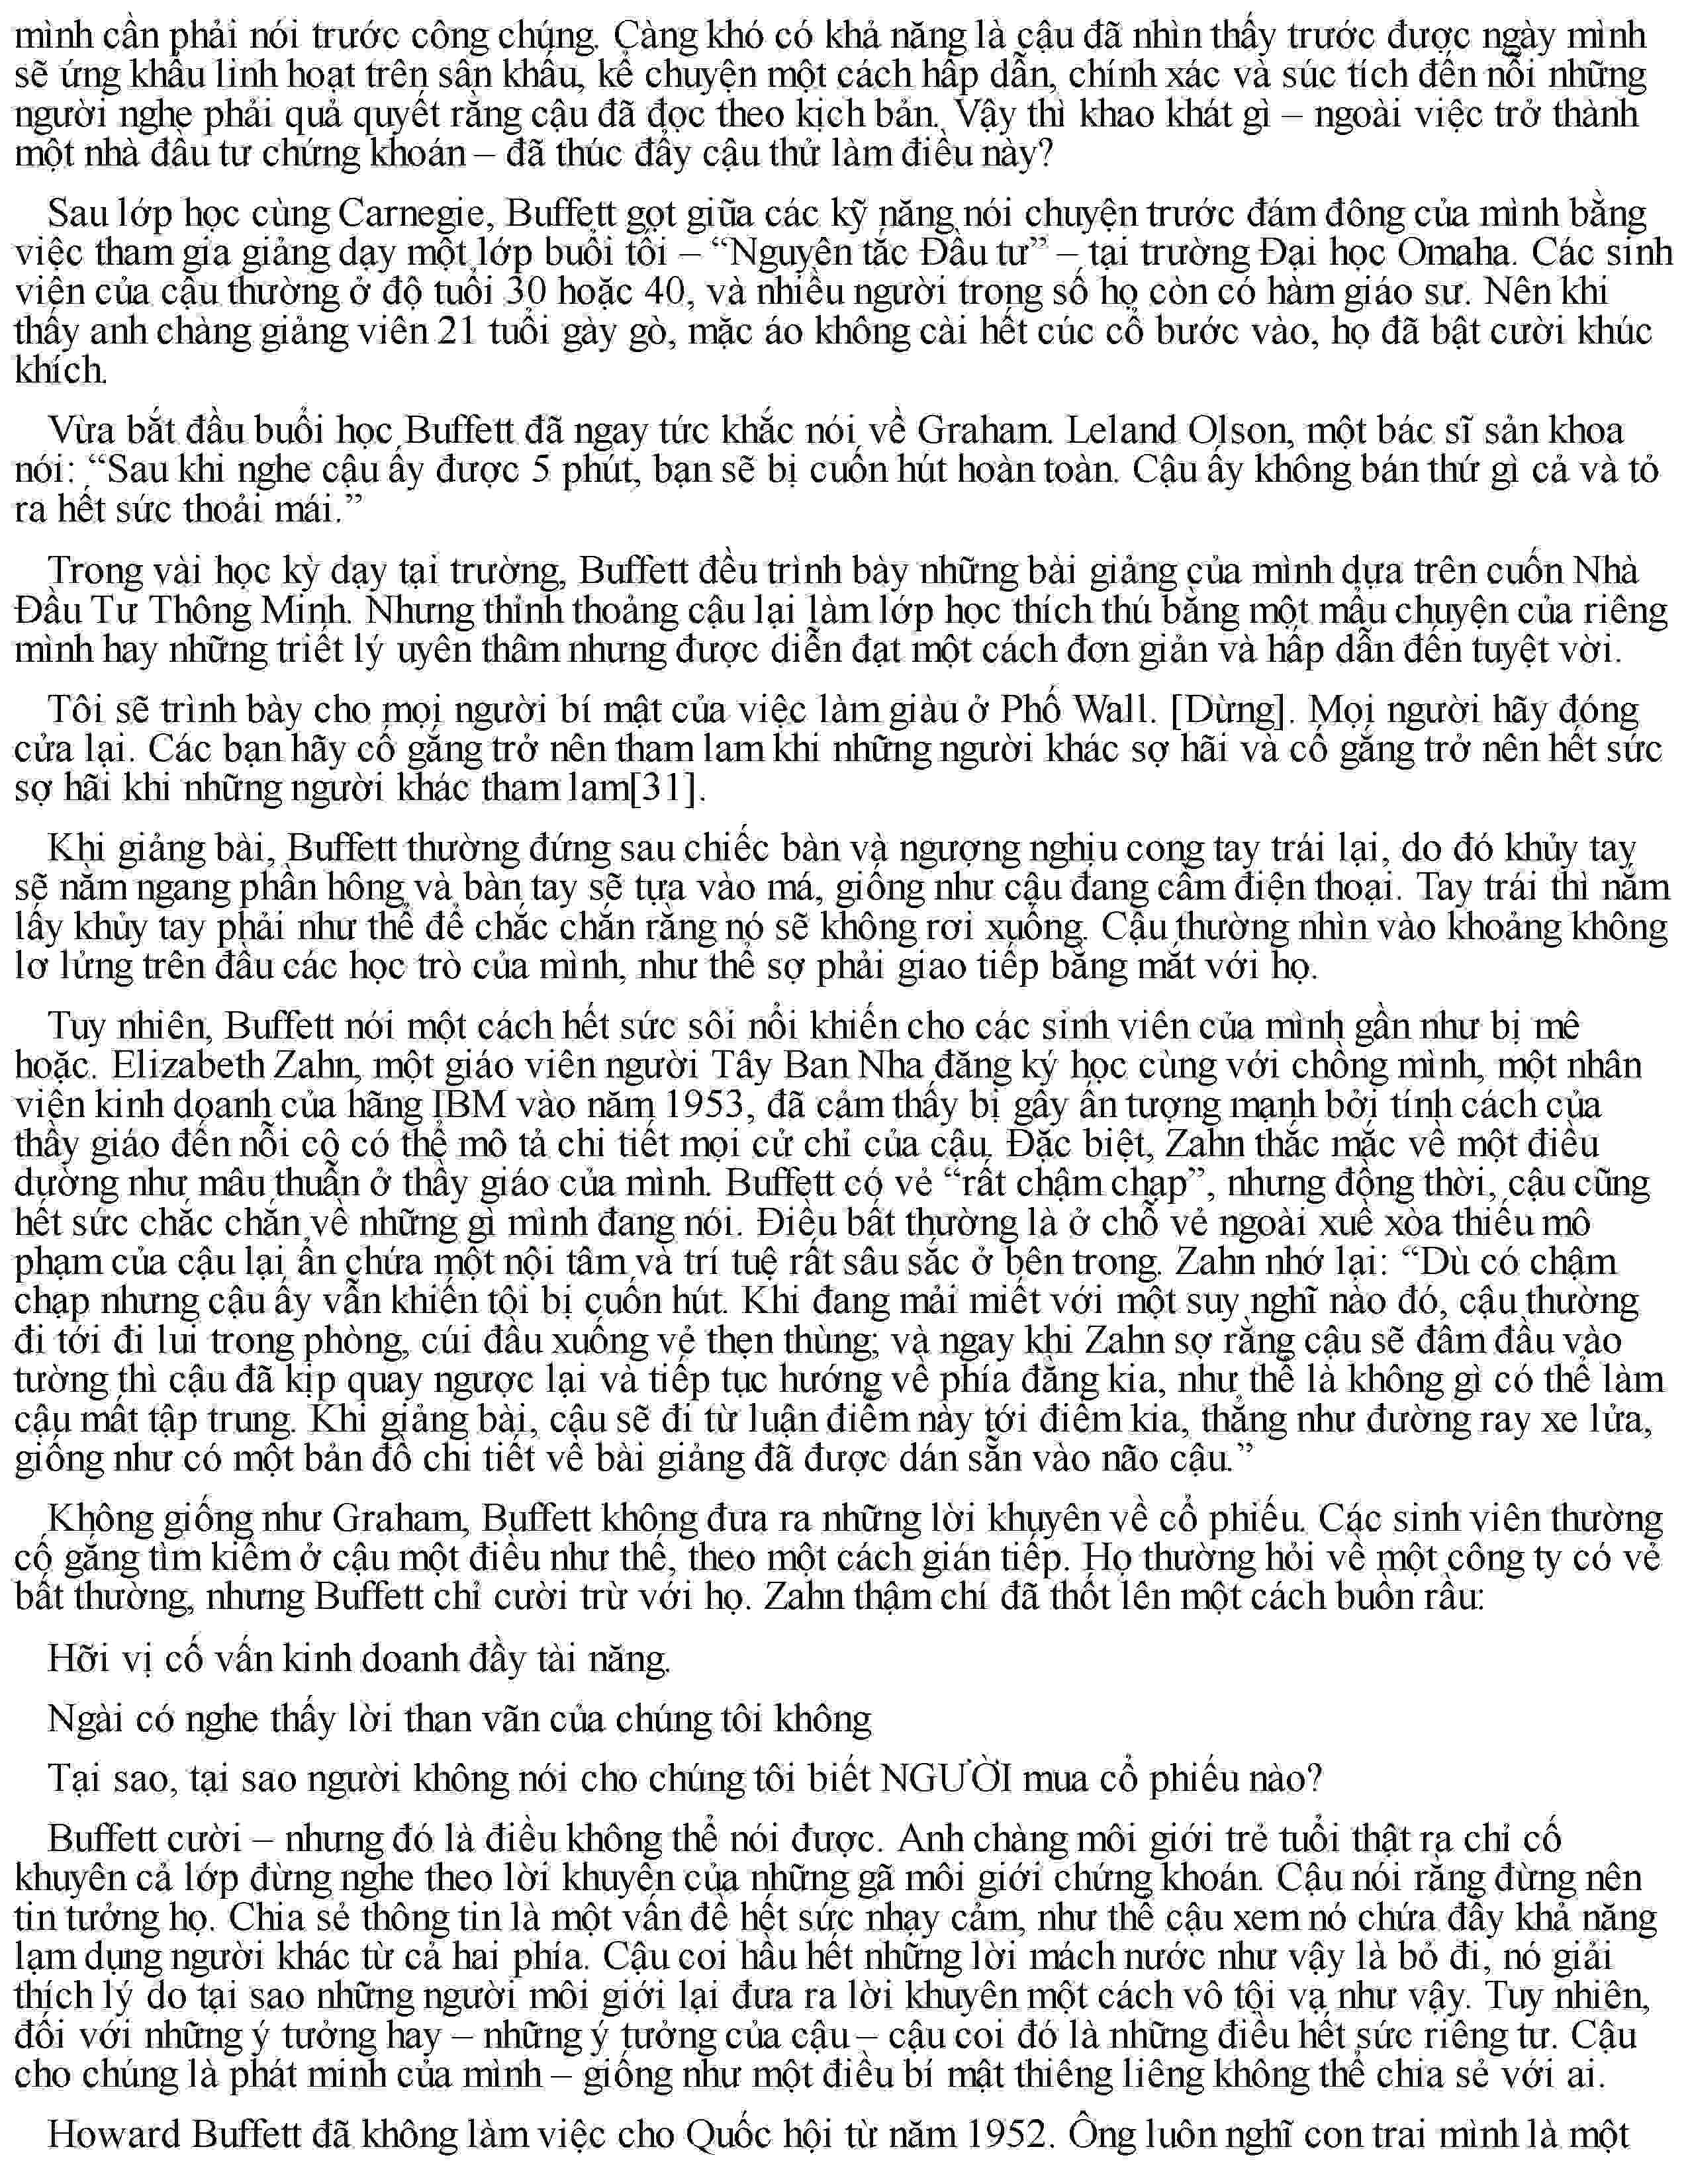 mình cần phải nói trước công chúng. Càng khó có khả năng là cậu đã nhìn thấy trước được ngày mình
sẽ ứng khẩu linh hoạt trên sân khấu, kể chuyện một cách hấp dẫn, chính xác và súc tích đến nỗi những
người nghe phải quả quyết rằng cậu đã đọc theo kịch bản. Vậy thì khao khát gì – ngoài việc trở thành
một nhà đầu tư chứng khoán – đã thúc đẩy cậu thử làm điều này?
Sau lớp học cùng Carnegie, Buffett gọt giũa các kỹ năng nói chuyện trước đám đông của mình bằng
việc tham gia giảng dạy một lớp buổi tối – “Nguyên tắc Đầu tư” – tại trường Đại học Omaha. Các sinh
viên của cậu thường ở độ tuổi 30 hoặc 40, và nhiều người trong số họ còn có hàm giáo sư. Nên khi
thấy anh chàng giảng viên 21 tuổi gày gò, mặc áo không cài hết cúc cổ bước vào, họ đã bật cười khúc
khích.
Vừa bắt đầu buổi học Buffett đã ngay tức khắc nói về Graham. Leland Olson, một bác sĩ sản khoa
nói: “Sau khi nghe cậu ấy được 5 phút, bạn sẽ bị cuốn hút hoàn toàn. Cậu ấy không bán thứ gì cả và tỏ
ra hết sức thoải mái.”
Trong vài học kỳ dạy tại trường, Buffett đều trình bày những bài giảng của mình dựa trên cuốn Nhà
Đầu Tư Thông Minh. Nhưng thỉnh thoảng cậu lại làm lớp học thích thú bằng một mẩu chuyện của riêng
mình hay những triết lý uyên thâm nhưng được diễn đạt một cách đơn giản và hấp dẫn đến tuyệt vời.
Tôi sẽ trình bày cho mọi người bí mật của việc làm giàu ở Phố Wall. [Dừng]. Mọi người hãy đóng
cửa lại. Các bạn hãy cố gắng trở nên tham lam khi những người khác sợ hãi và cố gắng trở nên hết sức
sợ hãi khi những người khác tham lam[31].
Khi giảng bài, Buffett thường đứng sau chiếc bàn và ngượng nghịu cong tay trái lại, do đó khủy tay
sẽ nằm ngang phần hông và bàn tay sẽ tựa vào má, giống như cậu đang cầm điện thoại. Tay trái thì nắm
lấy khủy tay phải như thể để chắc chắn rằng nó sẽ không rơi xuống. Cậu thường nhìn vào khoảng không
lơ lửng trên đầu các học trò của mình, như thể sợ phải giao tiếp bằng mắt với họ.
Tuy nhiên, Buffett nói một cách hết sức sôi nổi khiến cho các sinh viên của mình gần như bị mê
hoặc. Elizabeth Zahn, một giáo viên người Tây Ban Nha đăng ký học cùng với chồng mình, một nhân
viên kinh doanh của hãng IBM vào năm 1953, đã cảm thấy bị gây ấn tượng mạnh bởi tính cách của
thầy giáo đến nỗi cô có thể mô tả chi tiết mọi cử chỉ của cậu. Đặc biệt, Zahn thắc mắc về một điều
dường như mâu thuẫn ở thầy giáo của mình. Buffett có vẻ “rất chậm chạp”, nhưng đồng thời, cậu cũng
hết sức chắc chắn về những gì mình đang nói. Điều bất thường là ở chỗ vẻ ngoài xuề xòa thiếu mô
phạm của cậu lại ẩn chứa một nội tâm và trí tuệ rất sâu sắc ở bên trong. Zahn nhớ lại: “Dù có chậm
chạp nhưng cậu ấy vẫn khiến tôi bị cuốn hút. Khi đang mải miết với một suy nghĩ nào đó, cậu thường
đi tới đi lui trong phòng, cúi đầu xuống vẻ thẹn thùng; và ngay khi Zahn sợ rằng cậu sẽ đâm đầu vào
tường thì cậu đã kịp quay ngược lại và tiếp tục hướng về phía đằng kia, như thể là không gì có thể làm
cậu mất tập trung. Khi giảng bài, cậu sẽ đi từ luận điểm này tới điểm kia, thẳng như đường ray xe lửa,
giống như có một bản đồ chi tiết về bài giảng đã được dán sẵn vào não cậu.”
Không giống như Graham, Buffett không đưa ra những lời khuyên về cổ phiếu. Các sinh viên thường
cố gắng tìm kiếm ở cậu một điều như thế, theo một cách gián tiếp. Họ thường hỏi về một công ty có vẻ
bất thường, nhưng Buffett chỉ cười trừ với họ. Zahn thậm chí đã thốt lên một cách buồn rầu:
Hỡi vị cố vấn kinh doanh đầy tài năng.
Ngài có nghe thấy lời than vãn của chúng tôi không
Tại sao, tại sao người không nói cho chúng tôi biết NGƯỜI mua cổ phiếu nào?
Buffett cười – nhưng đó là điều không thể nói được. Anh chàng môi giới trẻ tuổi thật ra chỉ cố
khuyên cả lớp đừng nghe theo lời khuyên của những gã môi giới chứng khoán. Cậu nói rằng đừng nên
tin tưởng họ. Chia sẻ thông tin là một vấn đề hết sức nhạy cảm, như thể cậu xem nó chứa đầy khả năng
lạm dụng người khác từ cả hai phía. Cậu coi hầu hết những lời mách nước như vậy là bỏ đi, nó giải
thích lý do tại sao những người môi giới lại đưa ra lời khuyên một cách vô tội vạ như vậy. Tuy nhiên,
đối với những ý tưởng hay – những ý tưởng của cậu – cậu coi đó là những điều hết sức riêng tư. Cậu
cho chúng là phát minh của mình – giống như một điều bí mật thiêng liêng không thể chia sẻ với ai.
Howard Buffett đã không làm việc cho Quốc hội từ năm 1952. Ông luôn nghĩ con trai mình là một